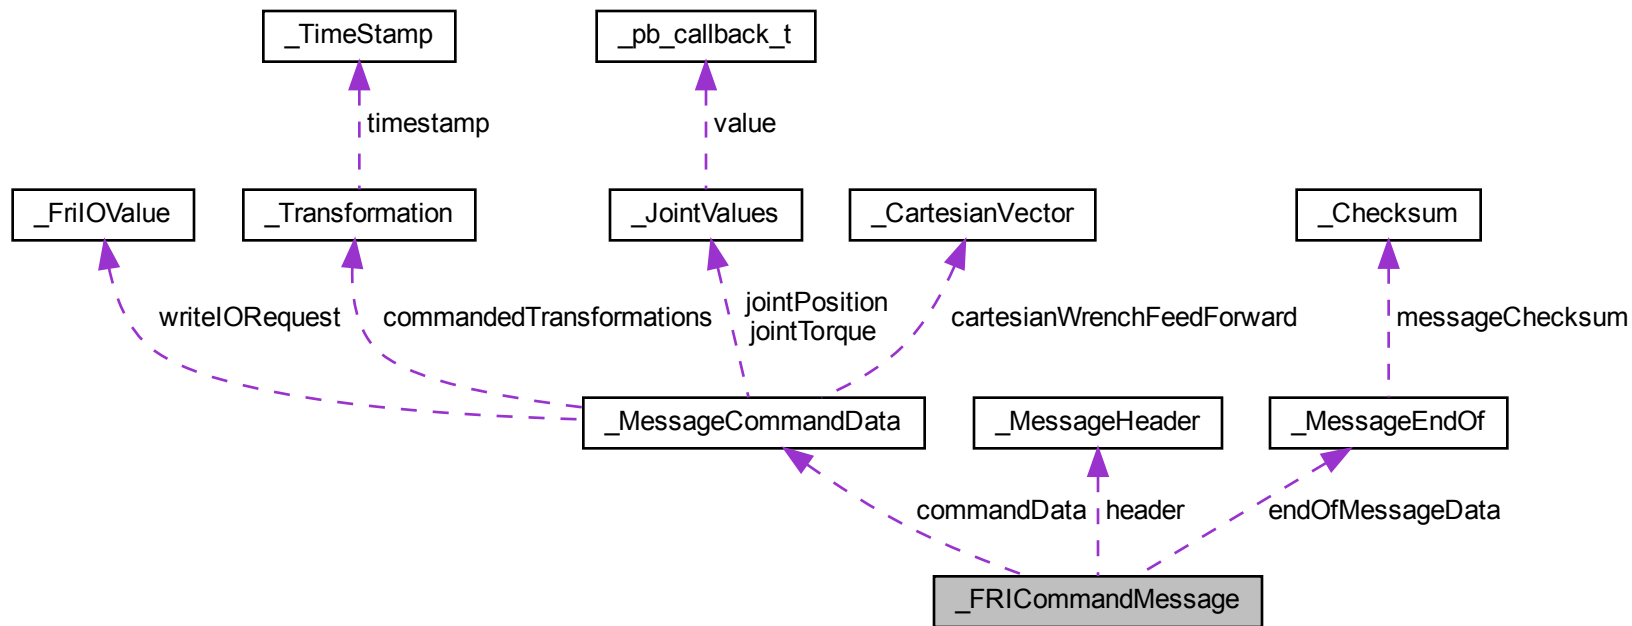 _TimeStamp
_pb_callback_t
timestamp
value
_FriIOValue
_Transformation
_JointValues
_CartesianVector
_Checksum
writeIORequest
commandedTransformations
jointPosition
jointTorque
cartesianWrenchFeedForward
messageChecksum
_MessageCommandData
_MessageHeader
_MessageEndOf
commandData
header
endOfMessageData
_FRICommandMessage